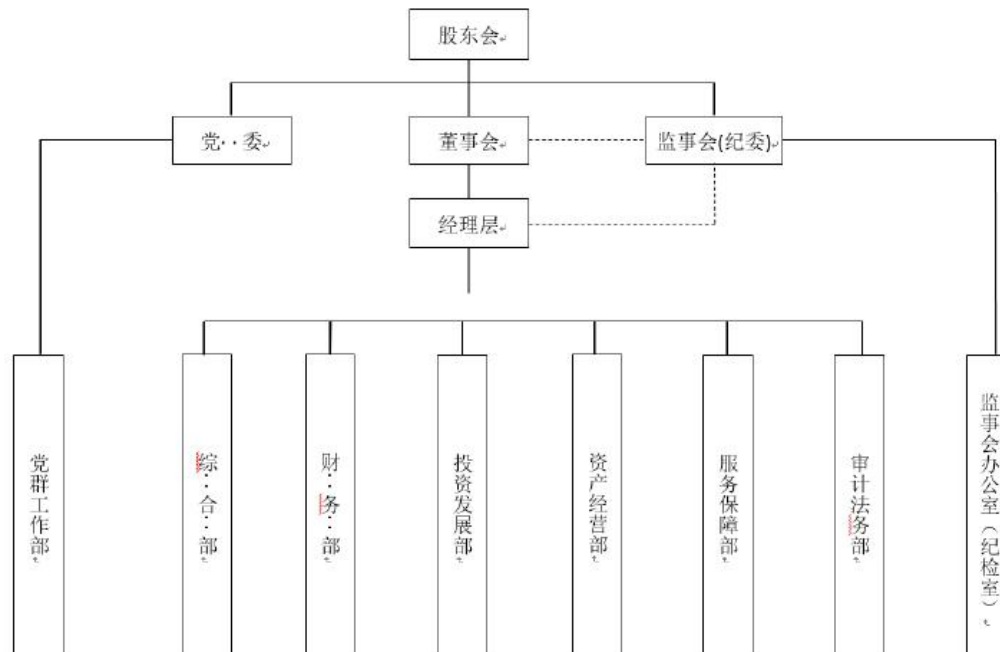 股东会
党··委
董事会
监事会(纪委)
经理层
党群工作部
综··合··部
财··务··部
投资发展部
资产经营部
服务保障部
审计法务部
监事会办公室（纪检室）